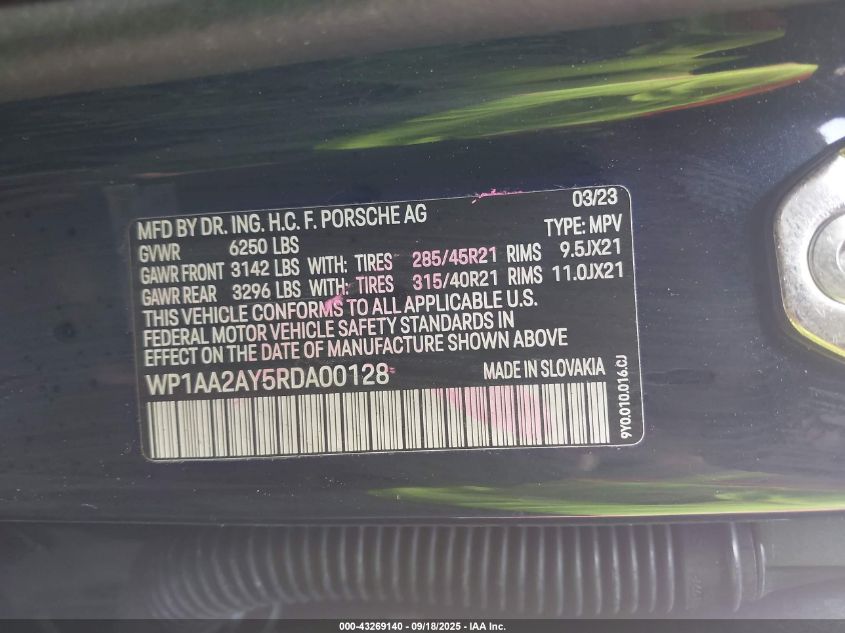 03/23
MFD BY DR. ING. H.C. F. PORSCHE AG TYPE: MPV
GVWR 6250 LBS
GAWR FRONT 3142 LBS WITH: TIRES 285/45R21 RIMS 9.5JX21
GAWR REAR 3296 LBS WITH: TIRES 315/40R21 RIMS 11.0JX21
THIS VEHICLE CONFORMS TO ALL APPLICABLE U.S.
FEDERAL MOTOR VEHICLE SAFETY STANDARDS IN
EFFECT ON THE DATE OF MANUFACTURE SHOWN ABOVE
WP1AA2AY5RDA00128 MADE IN SLOVAKIA
9Y0.010.016.CJ
000-43269140 - 09/18/2025 - IAA Inc.